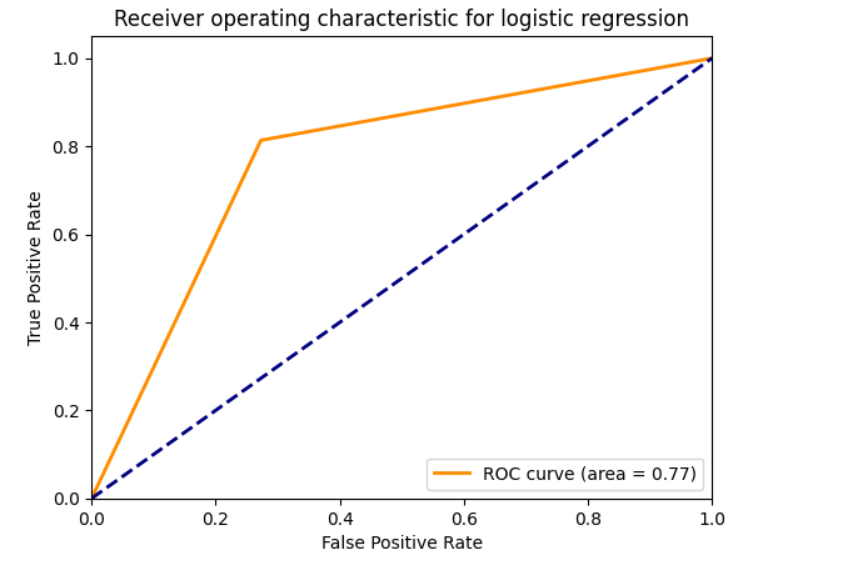 Receiver operating characteristic for logistic regression
1.0
0.8
0.6
0.4
0.2
0.0
True Positive Rate
ROC curve (area = 0.77)
0.0 0.2 0.4 0.6 0.8 1.0
False Positive Rate